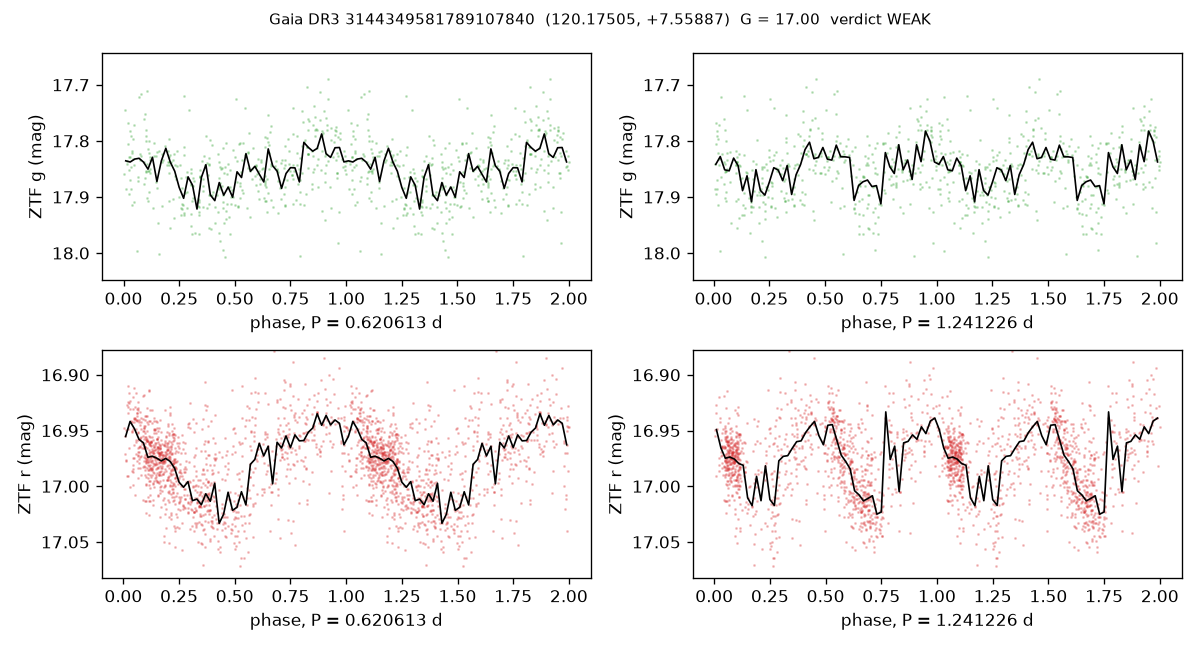 Gaia DR3 3144349581789107840  (120.17505, +7.55887)  G = 17.00  verdict WEAK
ZTF g (mag)
17.7
17.8
17.9
18.0
0.00 0.25 0.50 0.75 1.00 1.25 1.50 1.75 2.00
phase, P = 0.620613 d
ZTF g (mag)
17.7
17.8
17.9
18.0
0.00 0.25 0.50 0.75 1.00 1.25 1.50 1.75 2.00
phase, P = 1.241226 d
ZTF r (mag)
16.90
16.95
17.00
17.05
0.00 0.25 0.50 0.75 1.00 1.25 1.50 1.75 2.00
phase, P = 0.620613 d
ZTF r (mag)
16.90
16.95
17.00
17.05
0.00 0.25 0.50 0.75 1.00 1.25 1.50 1.75 2.00
phase, P = 1.241226 d